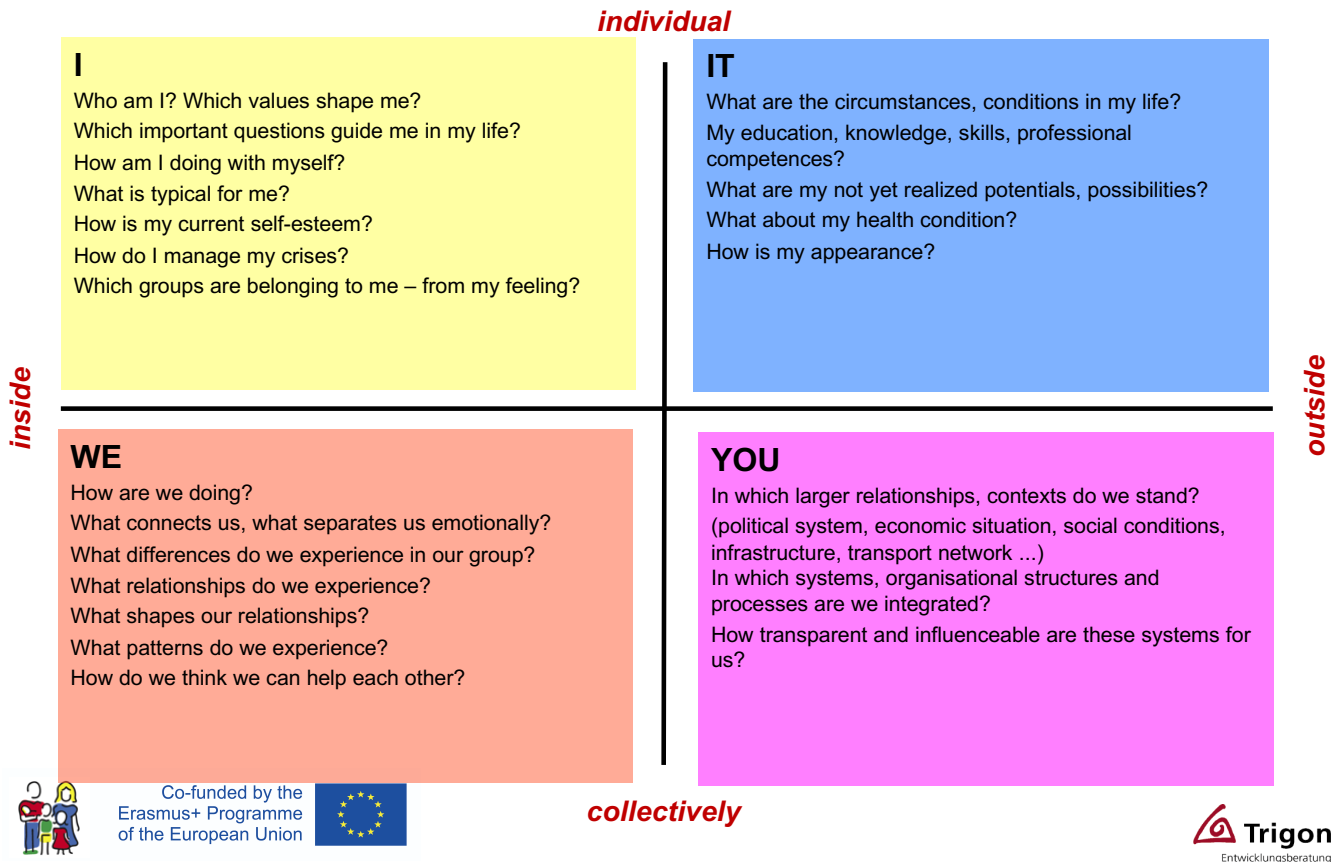 individual
I
Who am I? Which values shape me?
Which important questions guide me in my life?
How am I doing with myself?
What is typical for me?
How is my current self-esteem?
How do I manage my crises?
Which groups are belonging to me – from my feeling?
IT
What are the circumstances, conditions in my life?
My education, knowledge, skills, professional
competences?
What are my not yet realized potentials, possibilities?
What about my health condition?
How is my appearance?
inside
outside
WE
How are we doing?
What connects us, what separates us emotionally?
What differences do we experience in our group?
What relationships do we experience?
What shapes our relationships?
What patterns do we experience?
How do we think we can help each other?
YOU
In which larger relationships, contexts do we stand?
(political system, economic situation, social conditions,
infrastructure, transport network ...)
In which systems, organisational structures and
processes are we integrated?
How transparent and influenceable are these systems for
us?
Co-funded by the
Erasmus+ Programme
of the European Union
collectively
Trigon
Entwicklungsberatung